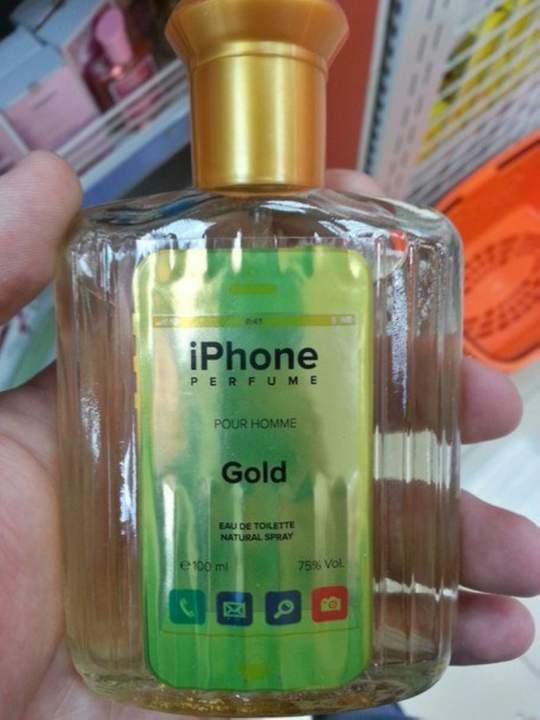 9:41
iPhone
PERFUME
POUR HOMME
Gold
EAU DE TOILETTE
NATURAL SPRAY
℮ 100 ml 75% Vol.